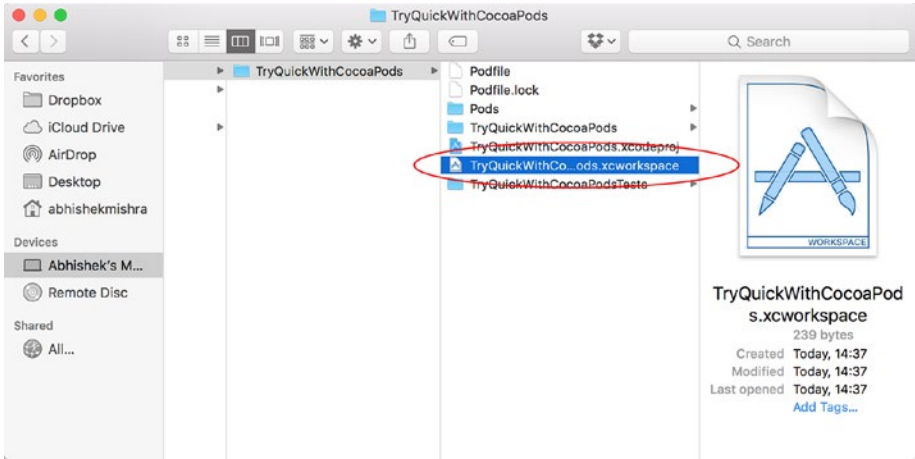 TryQuickWithCocoaPods
Search
Favorites
Dropbox
iCloud Drive
AirDrop
Desktop
abhishekmishra
Devices
Abhishek's M...
Remote Disc
Shared
All...
TryQuickWithCocoaPods
Podfile
Podfile.lock
Pods
TryQuickWithCocoaPods
TryQuickWithCocoaPods.xcodeproj
TryQuickWithCo...ods.xcworkspace
TryQuickWithCocoaPodsTests
WORKSPACE
TryQuickWithCocoaPod
s.xcworkspace
239 bytes
Created Today, 14:37
Modified Today, 14:37
Last opened Today, 14:37
Add Tags...